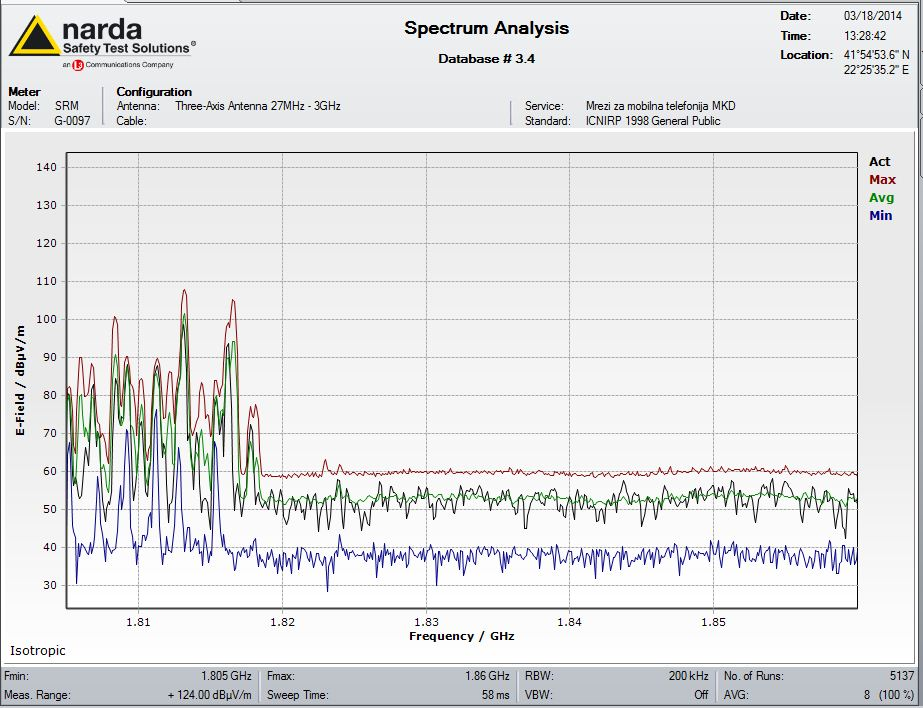 narda
Safety Test Solutions®
an L3 Communications Company
Spectrum Analysis
Database # 3.4
Date: 03/18/2014
Time: 13:28:42
Location: 41°54'53.6" N
22°25'35.2" E
Meter
Model: SRM
S/N: G-0097
Configuration
Antenna: Three-Axis Antenna 27MHz - 3GHz
Cable:
Service: Mrezi za mobilna telefonija MKD
Standard: ICNIRP 1998 General Public
E-Field / dBµV/m
140
130
120
110
100
90
80
70
60
50
40
30
1.81 1.82 1.83 1.84 1.85
Frequency / GHz
Act
Max
Avg
Min
Isotropic
Fmin: 1.805 GHz Fmax: 1.86 GHz RBW: 200 kHz No. of Runs: 5137
Meas. Range: + 124.00 dBµV/m Sweep Time: 58 ms VBW: Off AVG: 8 (100 %)